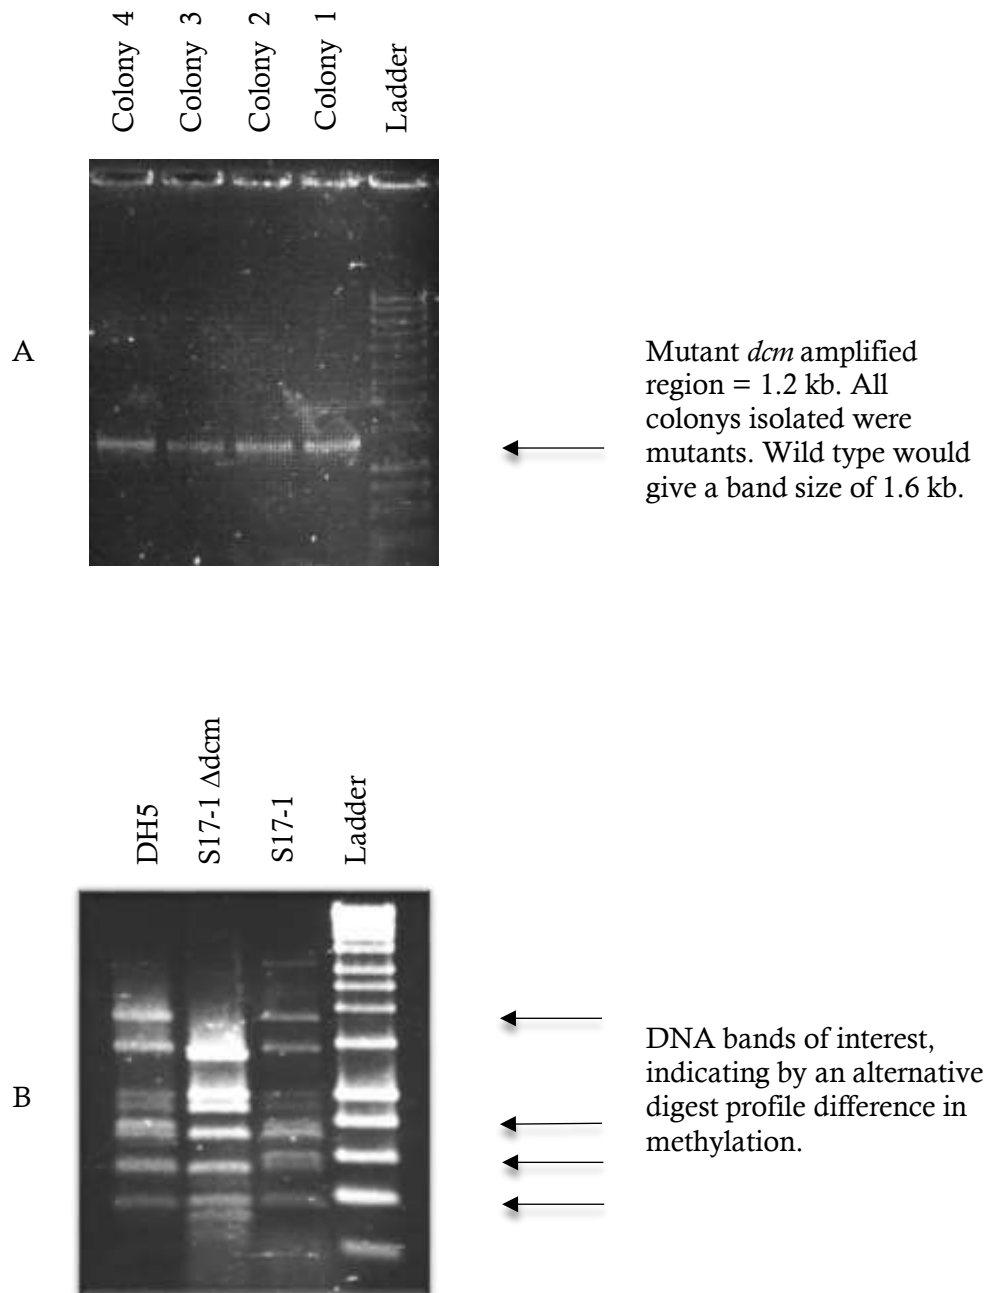 Colony 4
Colony 3
Colony 2
Colony 1
Ladder
A
Mutant dcm amplified
region = 1.2 kb. All
colonys isolated were
mutants. Wild type would
give a band size of 1.6 kb.
DH5
S17-1 Δdcm
S17-1
Ladder
B
DNA bands of interest,
indicating by an alternative
digest profile difference in
methylation.